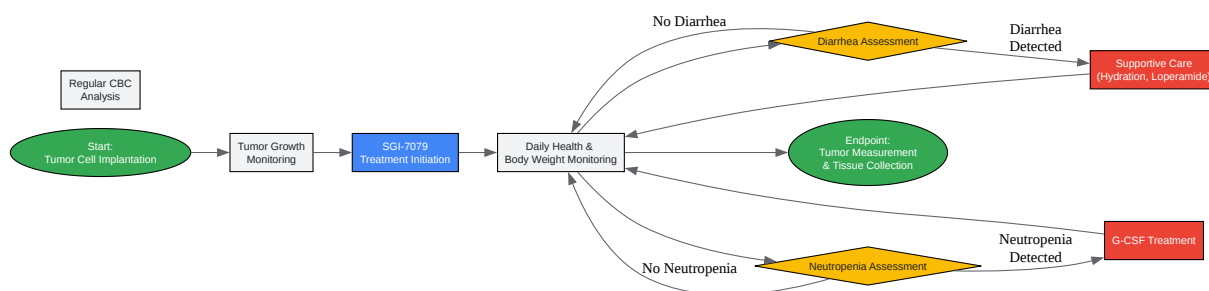 Regular CBC
Analysis
Start:
Tumor Cell Implantation
Tumor Growth
Monitoring
SGI-7079
Treatment Initiation
Daily Health &
Body Weight Monitoring
No Diarrhea
Diarrhea Assessment
Diarrhea
Detected
Supportive Care
(Hydration, Loperamide)
Endpoint:
Tumor Measurement
& Tissue Collection
No Neutropenia
Neutropenia Assessment
Neutropenia
Detected
G-CSF Treatment